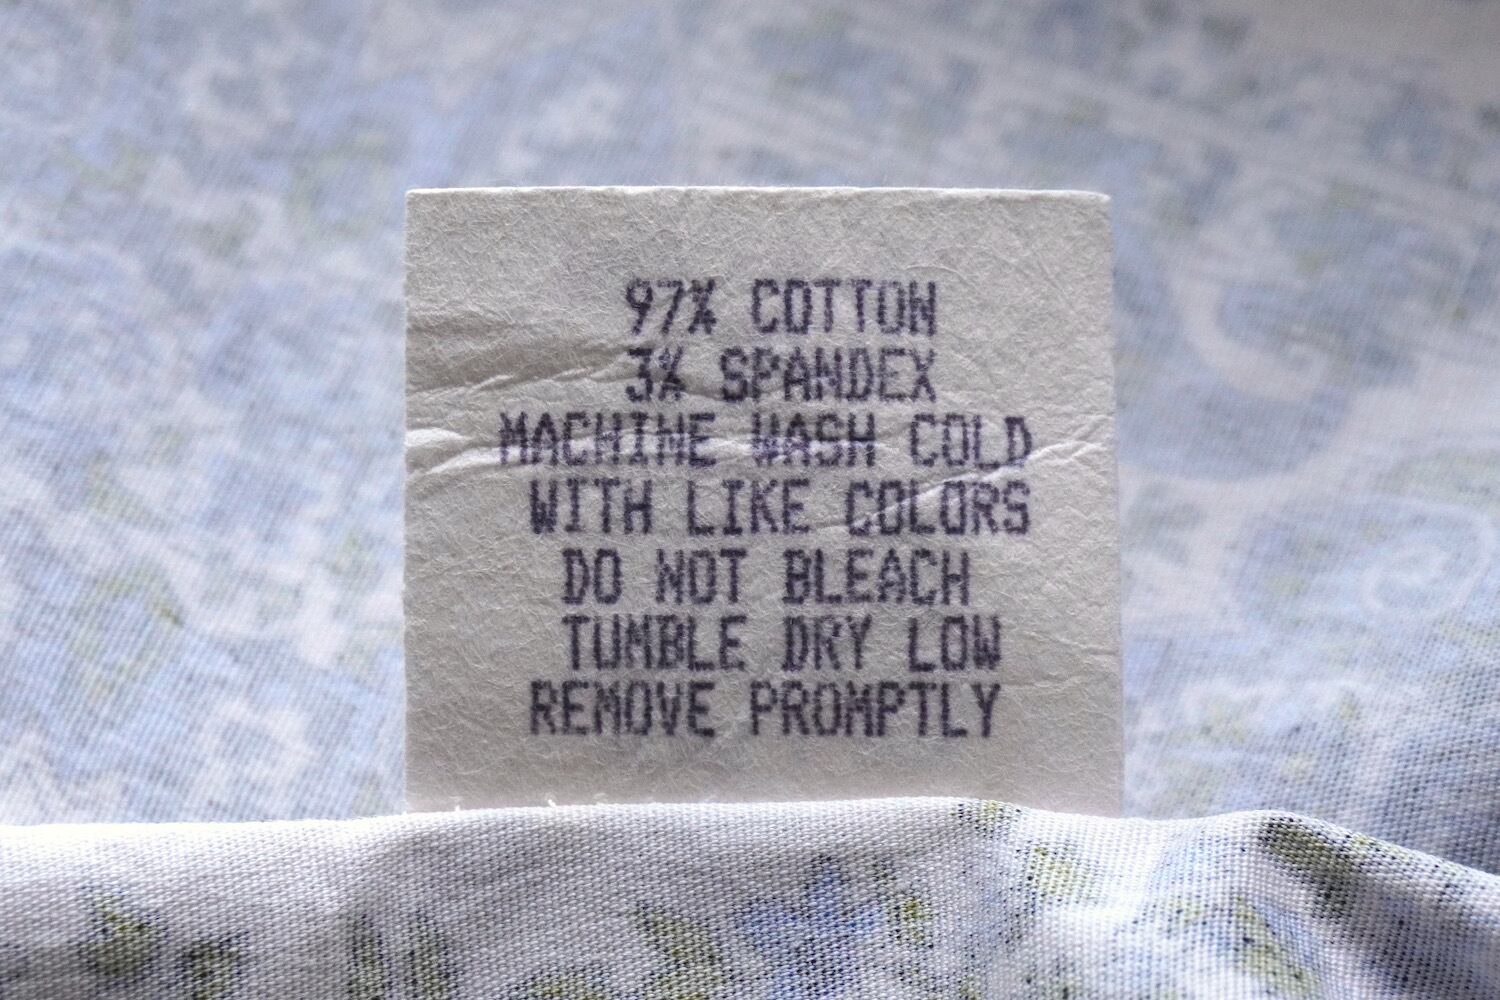 97% COTTON
3% SPANDEX
MACHINE WASH COLD
WITH LIKE COLORS
DO NOT BLEACH
TUMBLE DRY LOW
REMOVE PROMPTLY